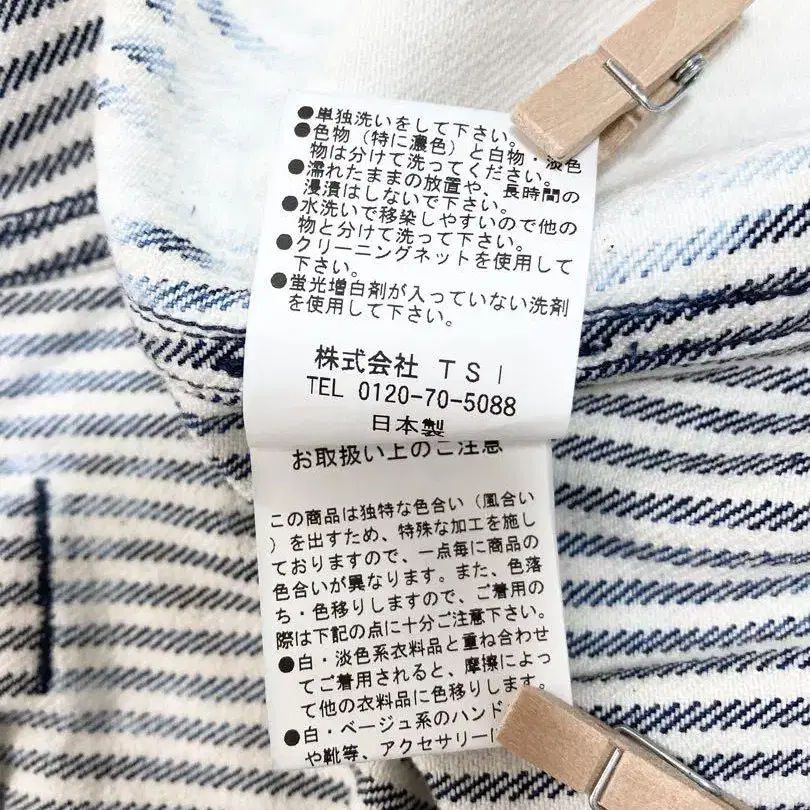 ●単独洗いをして下さい。
●色物（特に濃色）と白物・淡色
物は分けて洗ってください。
●濡れたままの放置や、長時間の
浸漬はしないで下さい。
●水洗いで移染しやすいので他の
物と分けて洗って下さい。
●クリーニングネットを使用して
下さい。
●蛍光増白剤が入っていない洗剤
を使用して下さい。
株式会社 TSI
TEL 0120-70-5088
日本製
お取扱い上のご注意
この商品は独特な色合い（風合い
）を出すため、特殊な加工を施し
ておりますので、一点毎に商品の
色合いが異なります。また、色落
ち・色移りしますので、ご着用の
際は下記の点に十分ご注意下さい。
●白・淡色系衣料品と重ね合わせ
てご着用されると、摩擦によっ
て他の衣料品に色移りします。
●白・ベージュ系のハンド
や靴等、アクセサリーに